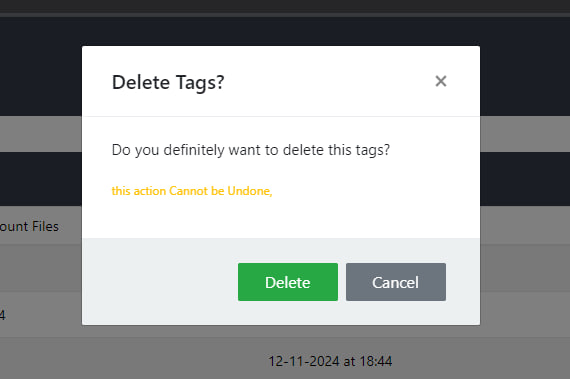 Delete Tags?
×
Do you definitely want to delete this tags?
this action Cannot be Undone,
ount Files
Delete
Cancel
4
12-11-2024 at 18:44